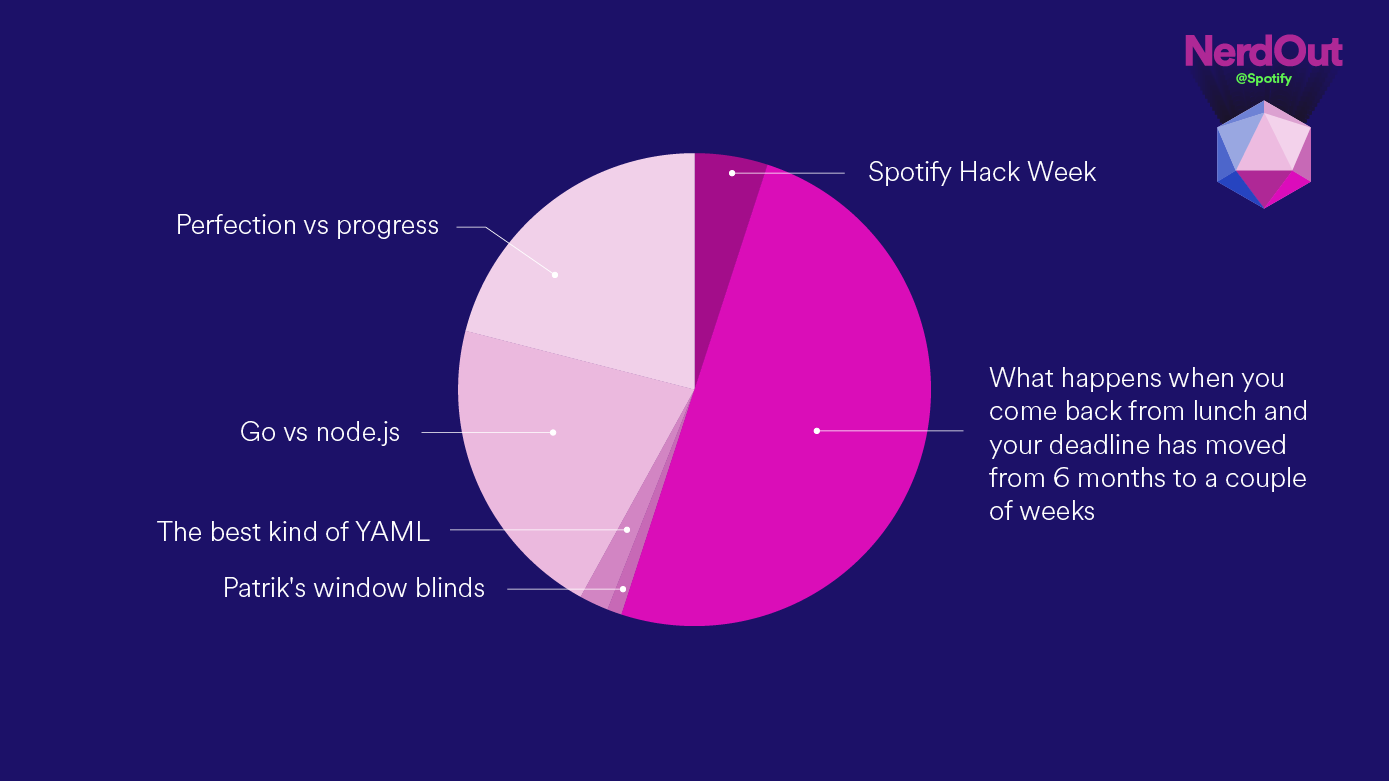 NerdOut
@Spotify
Spotify Hack Week
Perfection vs progress
What happens when you
come back from lunch and
your deadline has moved
from 6 months to a couple
of weeks
Go vs node.js
The best kind of YAML
Patrik's window blinds